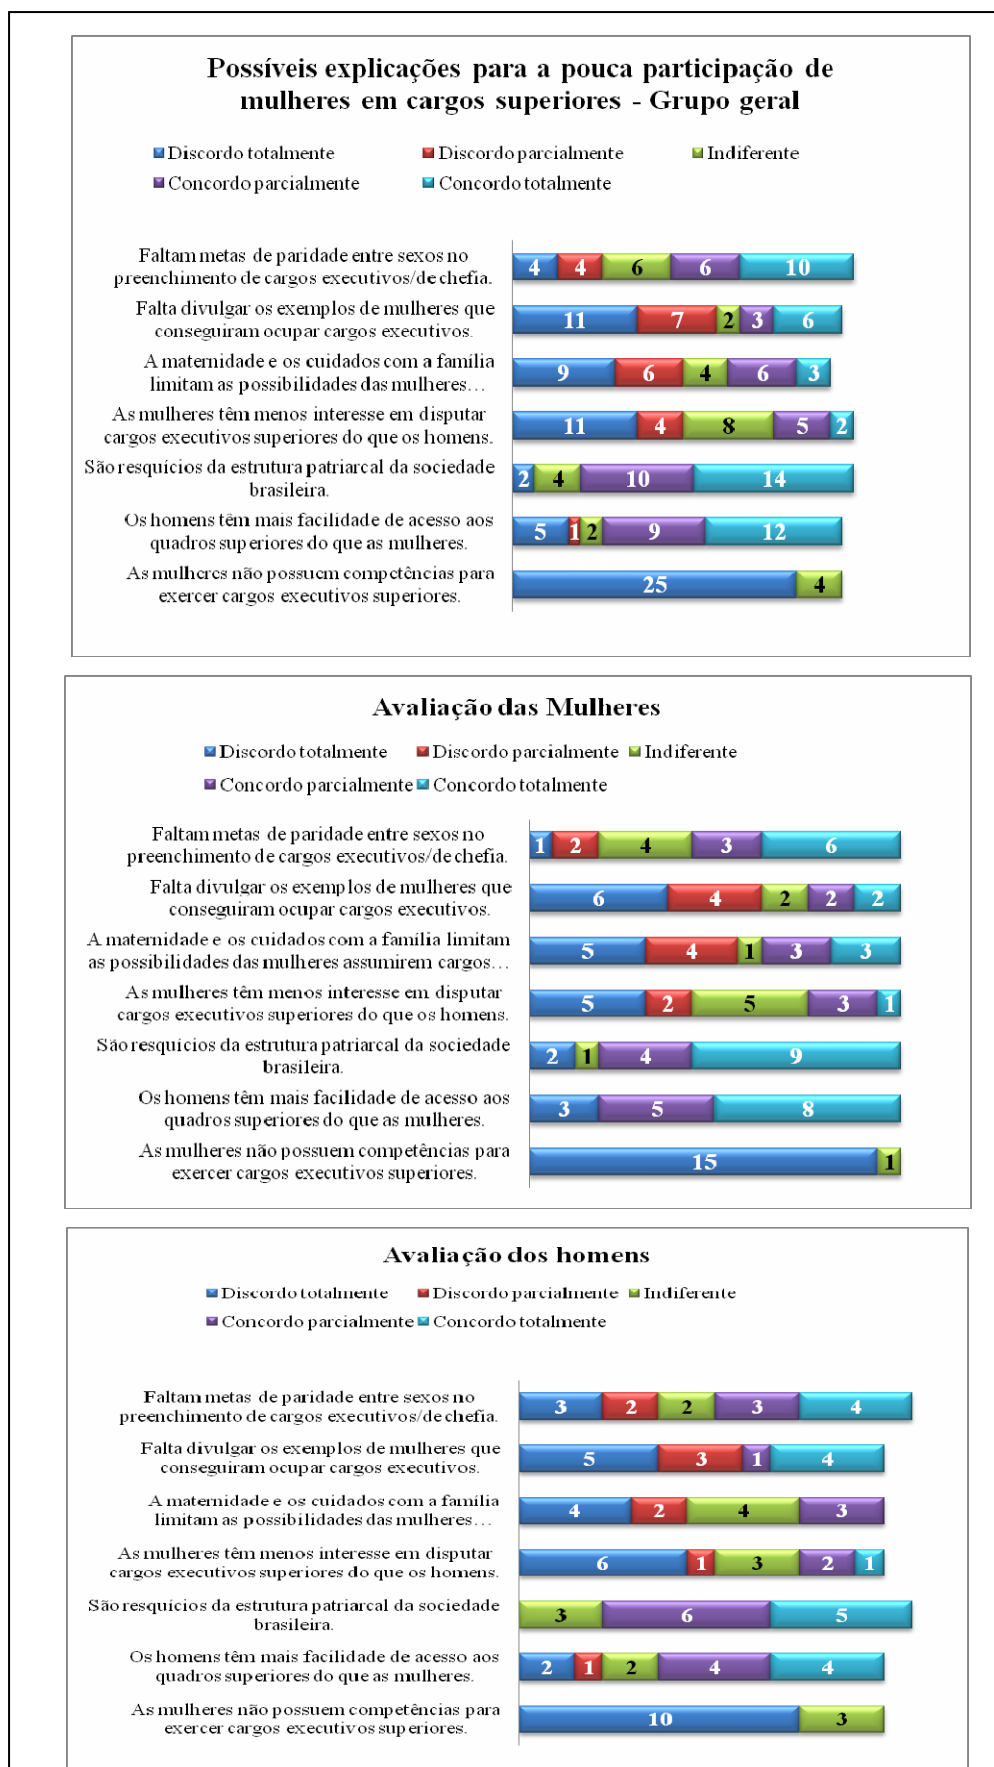 Possíveis explicações para a pouca participação de
mulheres em cargos superiores - Grupo geral
Discordo totalmente Discordo parcialmente Indiferente
Concordo parcialmente Concordo totalmente
Faltam metas de paridade entre sexos no
preenchimento de cargos executivos/de chefia.
4 4 6 6 10
Falta divulgar os exemplos de mulheres que
conseguiram ocupar cargos executivos.
11 7 2 3 6
A maternidade e os cuidados com a família
limitam as possibilidades das mulheres…
9 6 4 6 3
As mulheres têm menos interesse em disputar
cargos executivos superiores do que os homens.
11 4 8 5 2
São resquícios da estrutura patriarcal da sociedade
brasileira.
2 4 10 14
Os homens têm mais facilidade de acesso aos
quadros superiores do que as mulheres.
5 1 2 9 12
As mulheres não possuem competências para
exercer cargos executivos superiores.
25 4
Avaliação das Mulheres
Discordo totalmente Discordo parcialmente Indiferente
Concordo parcialmente Concordo totalmente
Faltam metas de paridade entre sexos no
preenchimento de cargos executivos/de chefia.
1 2 4 3 6
Falta divulgar os exemplos de mulheres que
conseguiram ocupar cargos executivos.
6 4 2 2 2
A maternidade e os cuidados com a família limitam
as possibilidades das mulheres assumirem cargos…
5 4 1 3 3
As mulheres têm menos interesse em disputar
cargos executivos superiores do que os homens.
5 2 5 3 1
São resquícios da estrutura patriarcal da sociedade
brasileira.
2 1 4 9
Os homens têm mais facilidade de acesso aos
quadros superiores do que as mulheres.
3 5 8
As mulheres não possuem competências para
exercer cargos executivos superiores.
15 1
Avaliação dos homens
Discordo totalmente Discordo parcialmente Indiferente
Concordo parcialmente Concordo totalmente
Faltam metas de paridade entre sexos no
preenchimento de cargos executivos/de chefia.
3 2 2 3 4
Falta divulgar os exemplos de mulheres que
conseguiram ocupar cargos executivos.
5 3 1 4
A maternidade e os cuidados com a família
limitam as possibilidades das mulheres…
4 2 4 3
As mulheres têm menos interesse em disputar
cargos executivos superiores do que os homens.
6 1 3 2 1
São resquícios da estrutura patriarcal da sociedade
brasileira.
3 6 5
Os homens têm mais facilidade de acesso aos
quadros superiores do que as mulheres.
2 1 2 4 4
As mulheres não possuem competências para
exercer cargos executivos superiores.
10 3